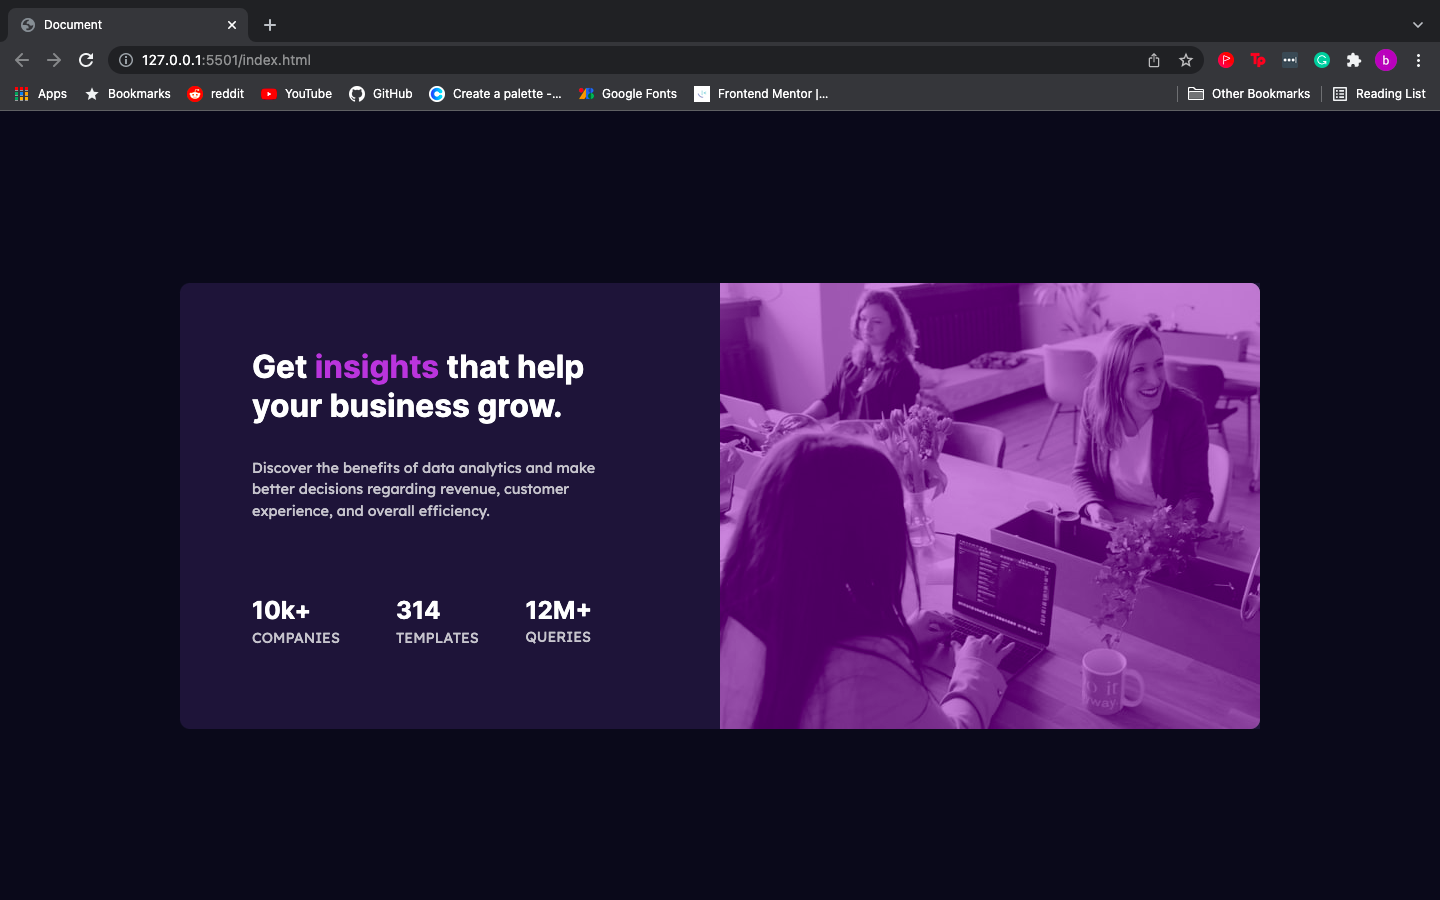 Document
127.0.0.1:5501/index.html
Apps Bookmarks reddit YouTube GitHub Create a palette -... Google Fonts Frontend Mentor |... Other Bookmarks Reading List
Get insights that help
your business grow.
Discover the benefits of data analytics and make
better decisions regarding revenue, customer
experience, and overall efficiency.
10k+ 314 12M+
COMPANIES TEMPLATES QUERIES